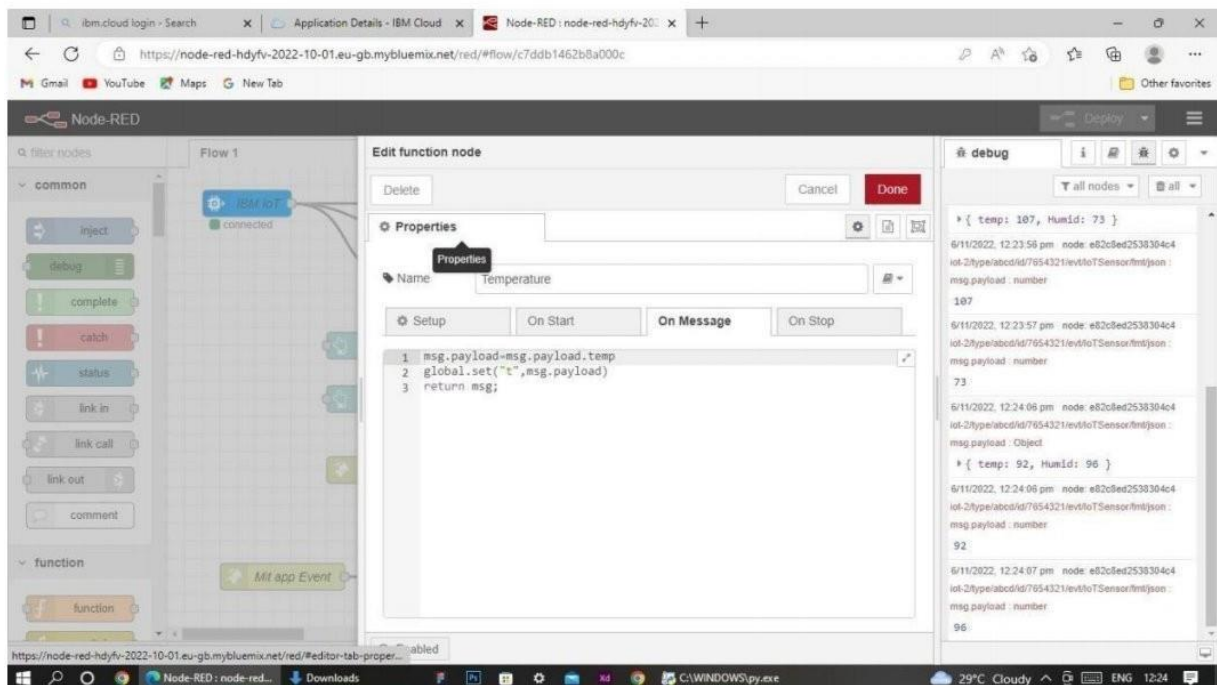 ibm.cloud login - Search
Application Details - IBM Cloud
Node-RED : node-red-hdyfv-202
https://node-red-hdyfv-2022-10-01.eu-gb.mybluemix.net/red/#flow/c7ddb1462b8a000c
Gmail YouTube Maps New Tab Other favorites
Node-RED Deploy
filter nodes
common
inject
debug
complete
catch
status
link in
link call
link out
comment
function
function
Flow 1
IBM IoT
connected
Mit app Event
Edit function node
Delete Cancel Done
Properties
Properties
Name Temperature
Setup On Start On Message On Stop
1 msg.payload=msg.payload.temp
2 global.set("t",msg.payload)
3 return msg;
Enabled
debug
all nodes all
{ temp: 107, Humid: 73 }
6/11/2022, 12:23:56 pm node: e82c8ed2538304c4
iot-2/type/abcd/id/7654321/evt/IoTSensor/fmt/json :
msg.payload : number
107
6/11/2022, 12:23:57 pm node: e82c8ed2538304c4
iot-2/type/abcd/id/7654321/evt/IoTSensor/fmt/json :
msg.payload : number
73
6/11/2022, 12:24:06 pm node: e82c8ed2538304c4
iot-2/type/abcd/id/7654321/evt/IoTSensor/fmt/json :
msg.payload : Object
{ temp: 92, Humid: 96 }
6/11/2022, 12:24:06 pm node: e82c8ed2538304c4
iot-2/type/abcd/id/7654321/evt/IoTSensor/fmt/json :
msg.payload : number
92
6/11/2022, 12:24:07 pm node: e82c8ed2538304c4
iot-2/type/abcd/id/7654321/evt/IoTSensor/fmt/json :
msg.payload : number
96
https://node-red-hdyfv-2022-10-01.eu-gb.mybluemix.net/red/#editor-tab-proper...
Node-RED : node-red... Downloads C:\WINDOWS\py.exe 29°C Cloudy ENG 12:24